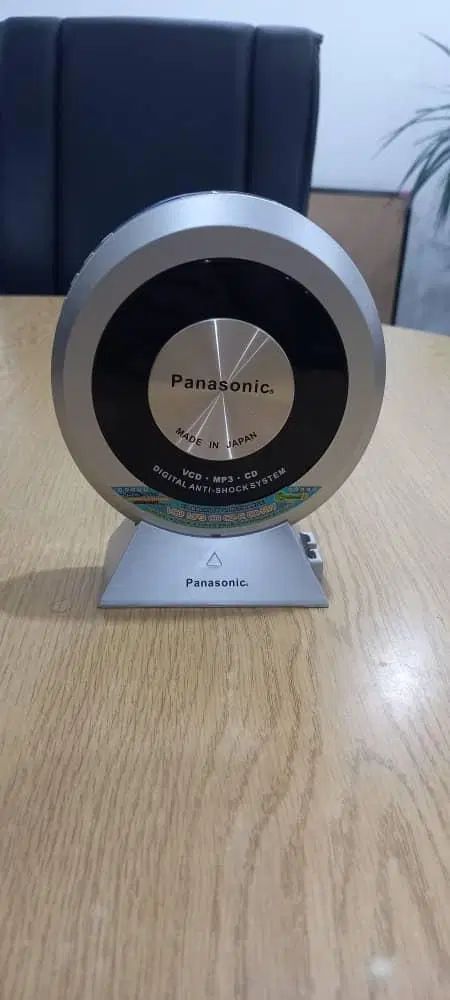 Panasonic
MADE IN JAPAN
VCD · MP3 · CD
DIGITAL ANTI-SHOCK SYSTEM
Panasonic